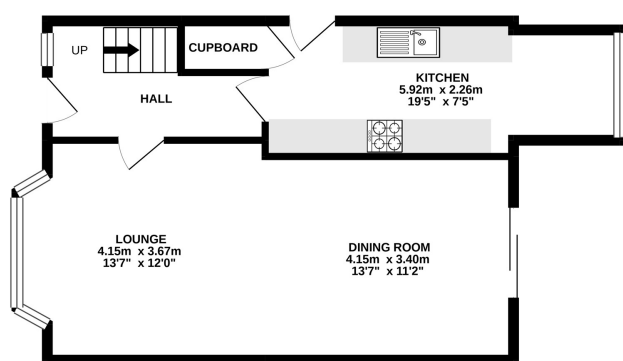 UP
CUPBOARD
HALL
KITCHEN
5.92m x 2.26m
19'5" x 7'5"
LOUNGE
4.15m x 3.67m
13'7" x 12'0"
DINING ROOM
4.15m x 3.40m
13'7" x 11'2"